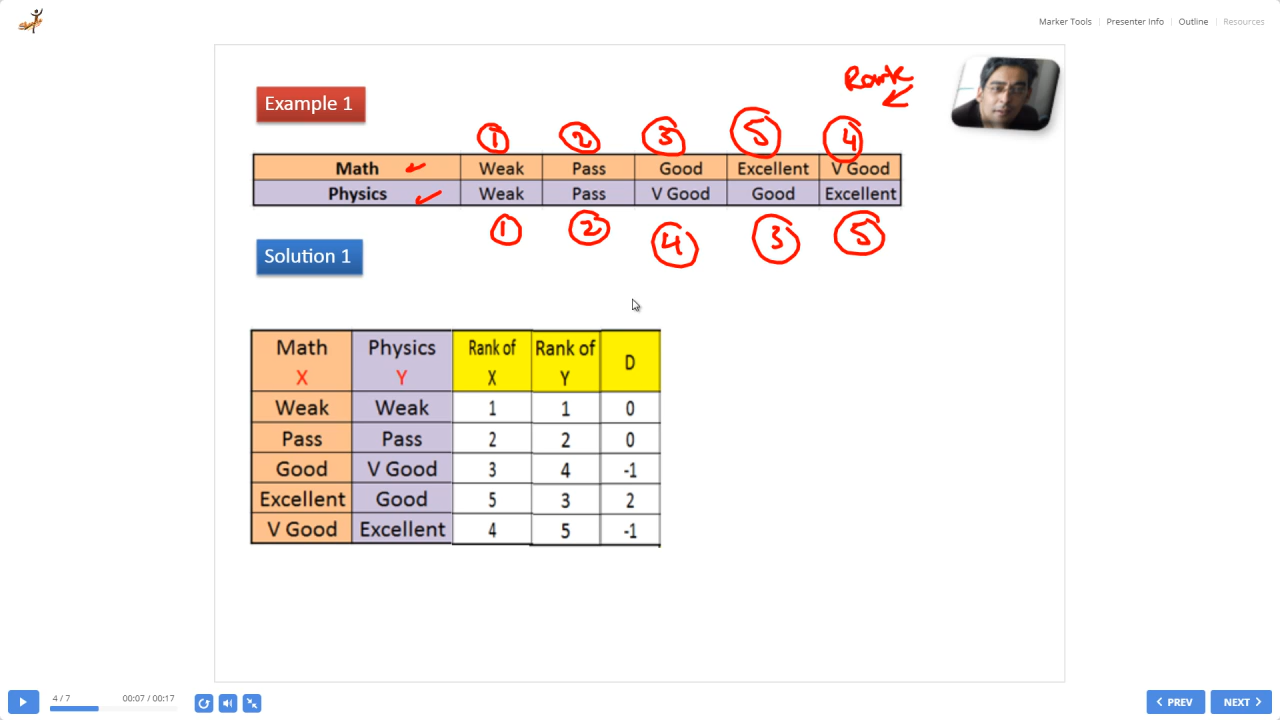 Marker Tools Presenter Info Outline Resources
Rank
Example 1
1 2 3 5 4
Math Weak Pass Good Excellent V Good
Physics Weak Pass V Good Good Excellent
1 2 4 3 5
Solution 1
Math X Physics Y Rank of X Rank of Y D
Weak Weak 1 1 0
Pass Pass 2 2 0
Good V Good 3 4 -1
Excellent Good 5 3 2
V Good Excellent 4 5 -1
4 / 7 00:07 / 00:17 PREV NEXT